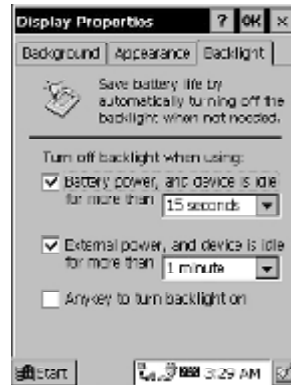 Display Properties ? OK ×
Background Appearance Backlight
Save battery life by
automatically turning off the
backlight when not needed.
Turn off backlight when using:
Battery power, and device is idle
for more than 15 seconds
External power, and device is idle
for more than 1 minute
Anykey to turn backlight on
Start 3:29 AM